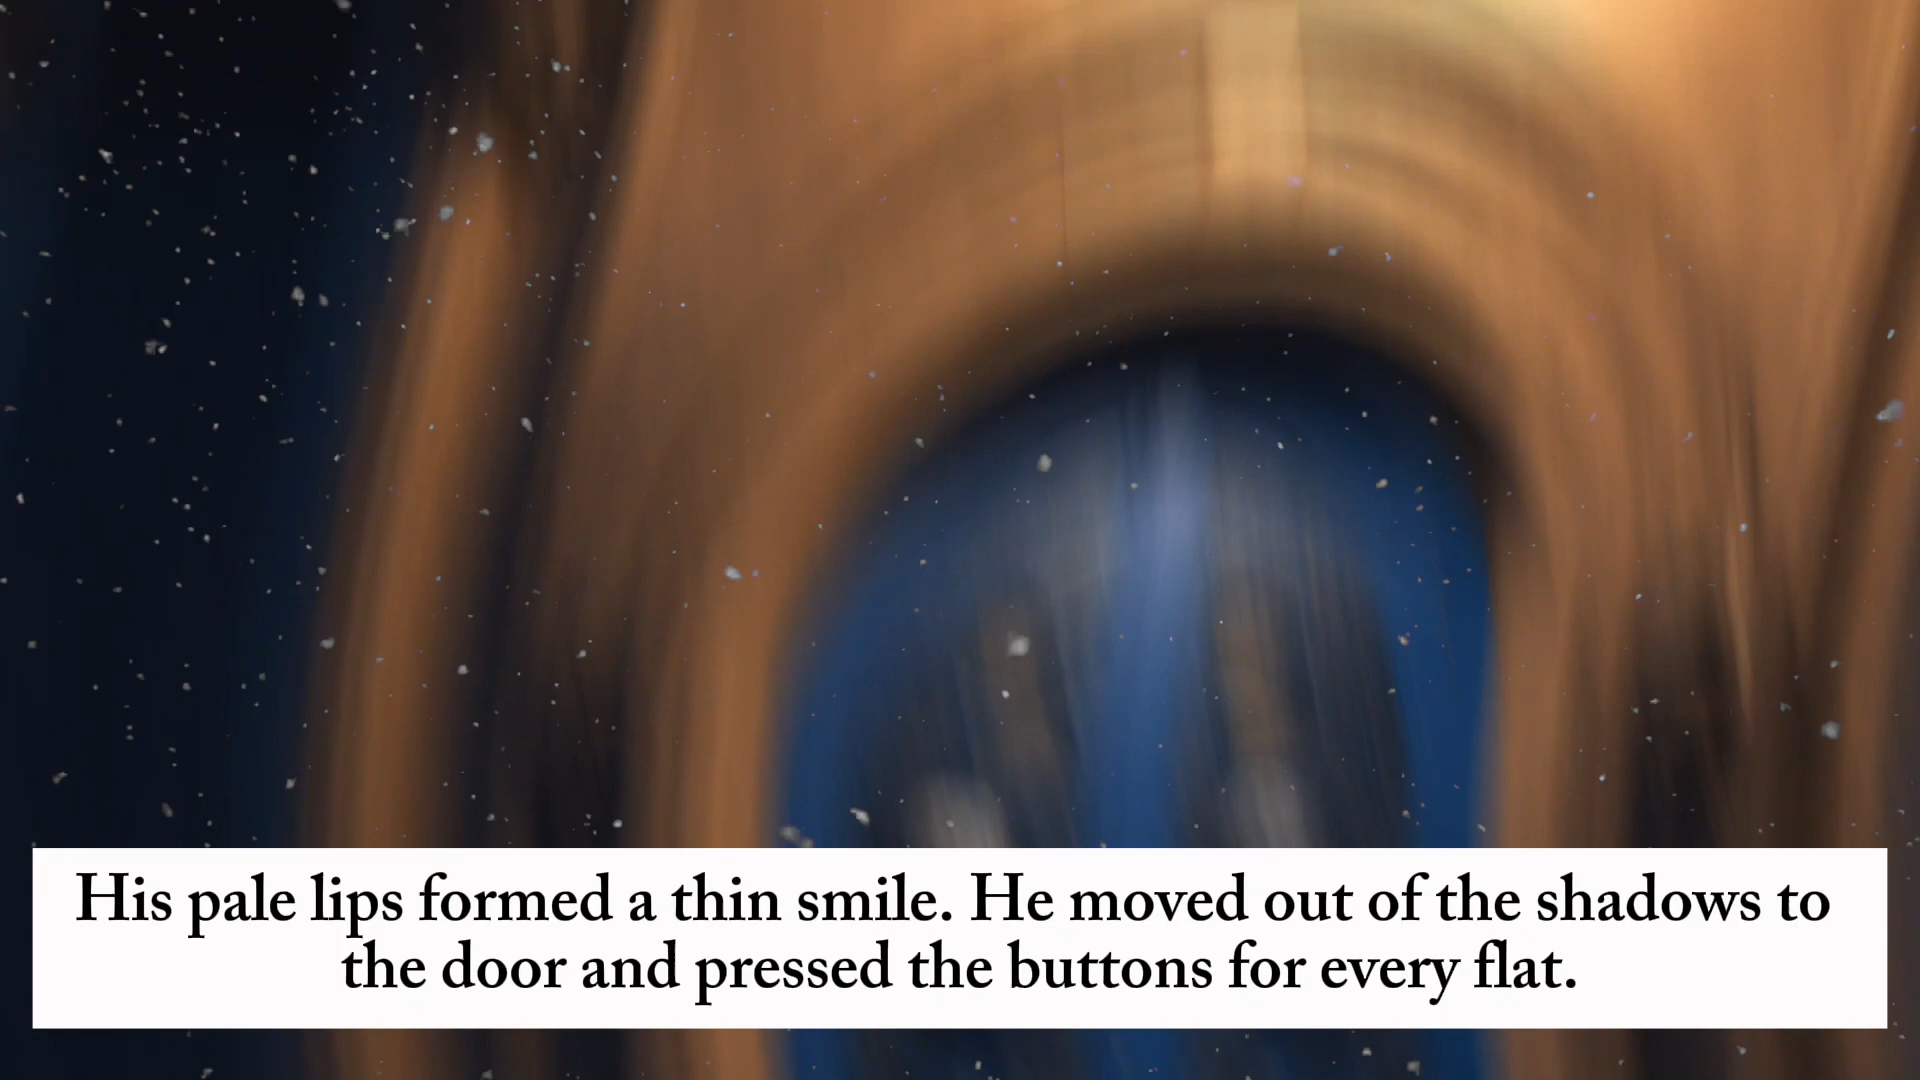 His pale lips formed a thin smile. He moved out of the shadows to
the door and pressed the buttons for every flat.